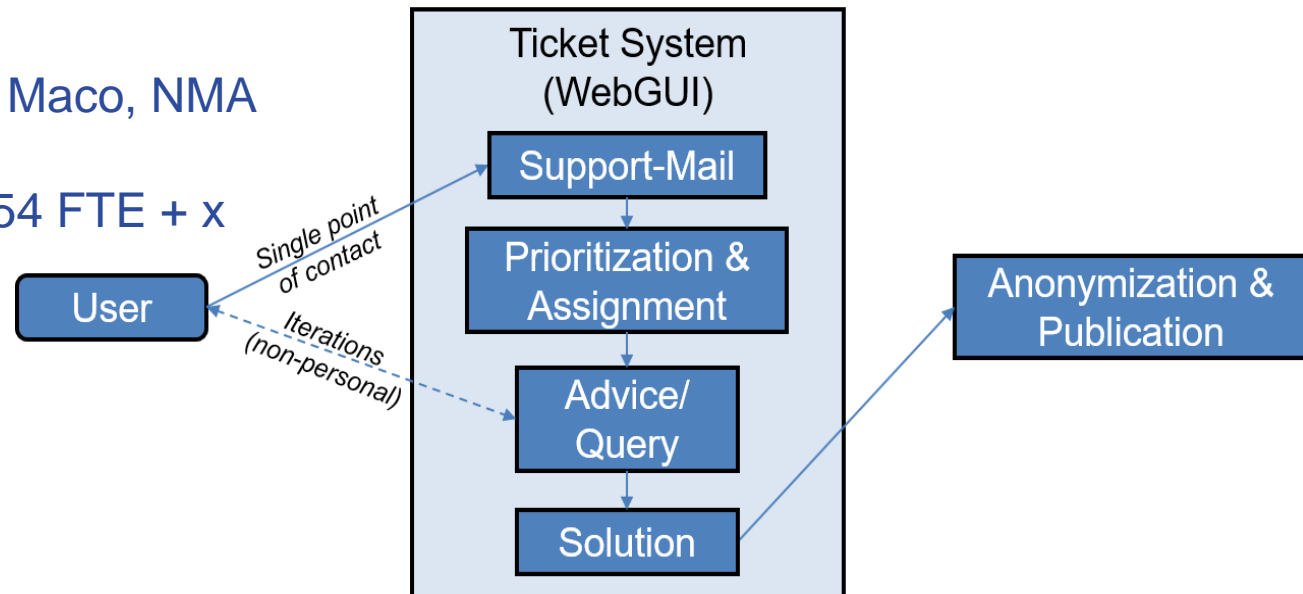 Maco, NMA
54 FTE + x
User
Single point
of contact
Iterations
(non-personal)
Ticket System
(WebGUI)
Support-Mail
Prioritization &
Assignment
Advice/
Query
Solution
Anonymization &
Publication